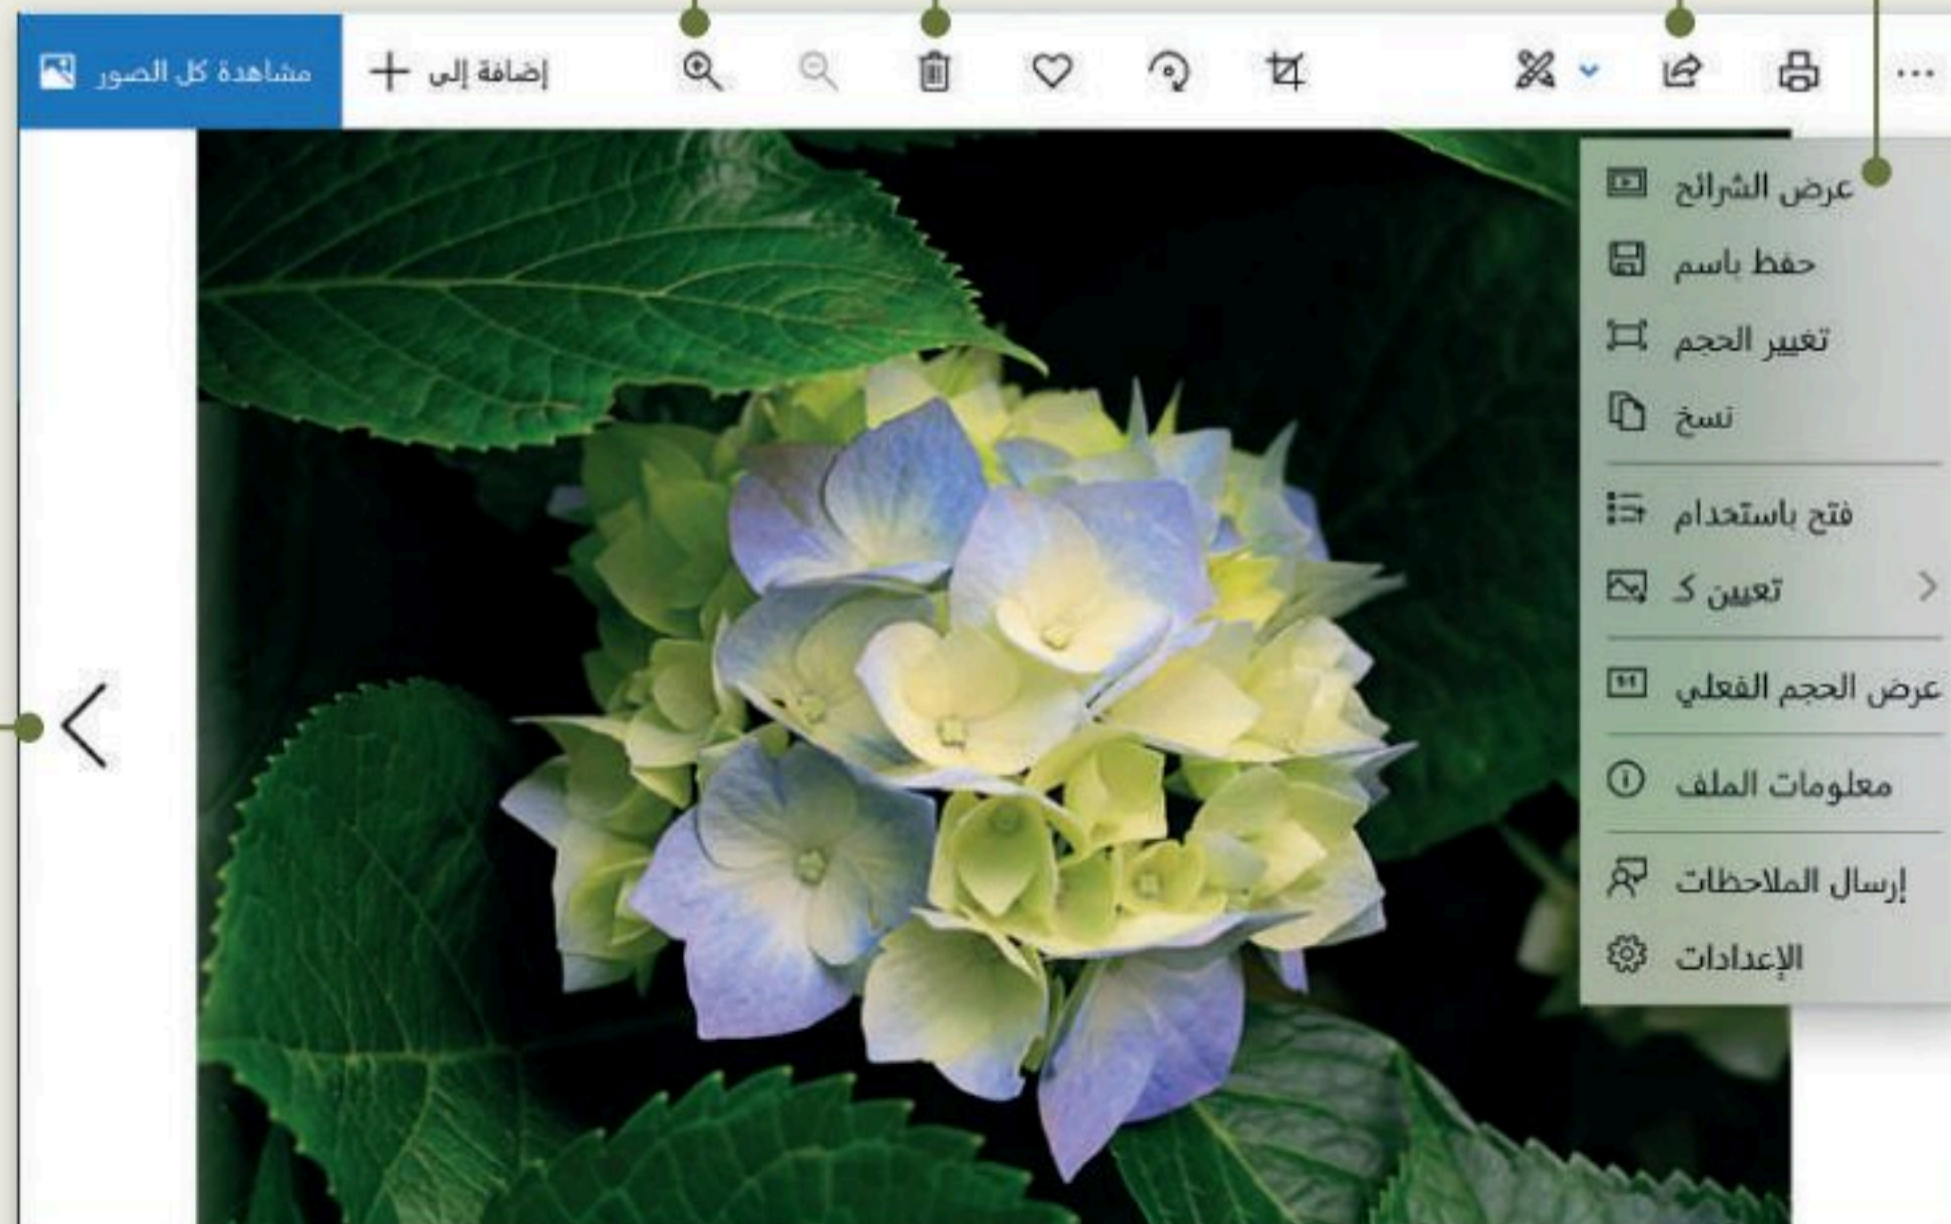 مشاهدة كل الصور
إضافة إلى
عرض الشرائح
حفظ باسم
تغيير الحجم
نسخ
فتح باستخدام
تعيين كـ
عرض الحجم الفعلي
معلومات الملف
إرسال الملاحظات
الإعدادات